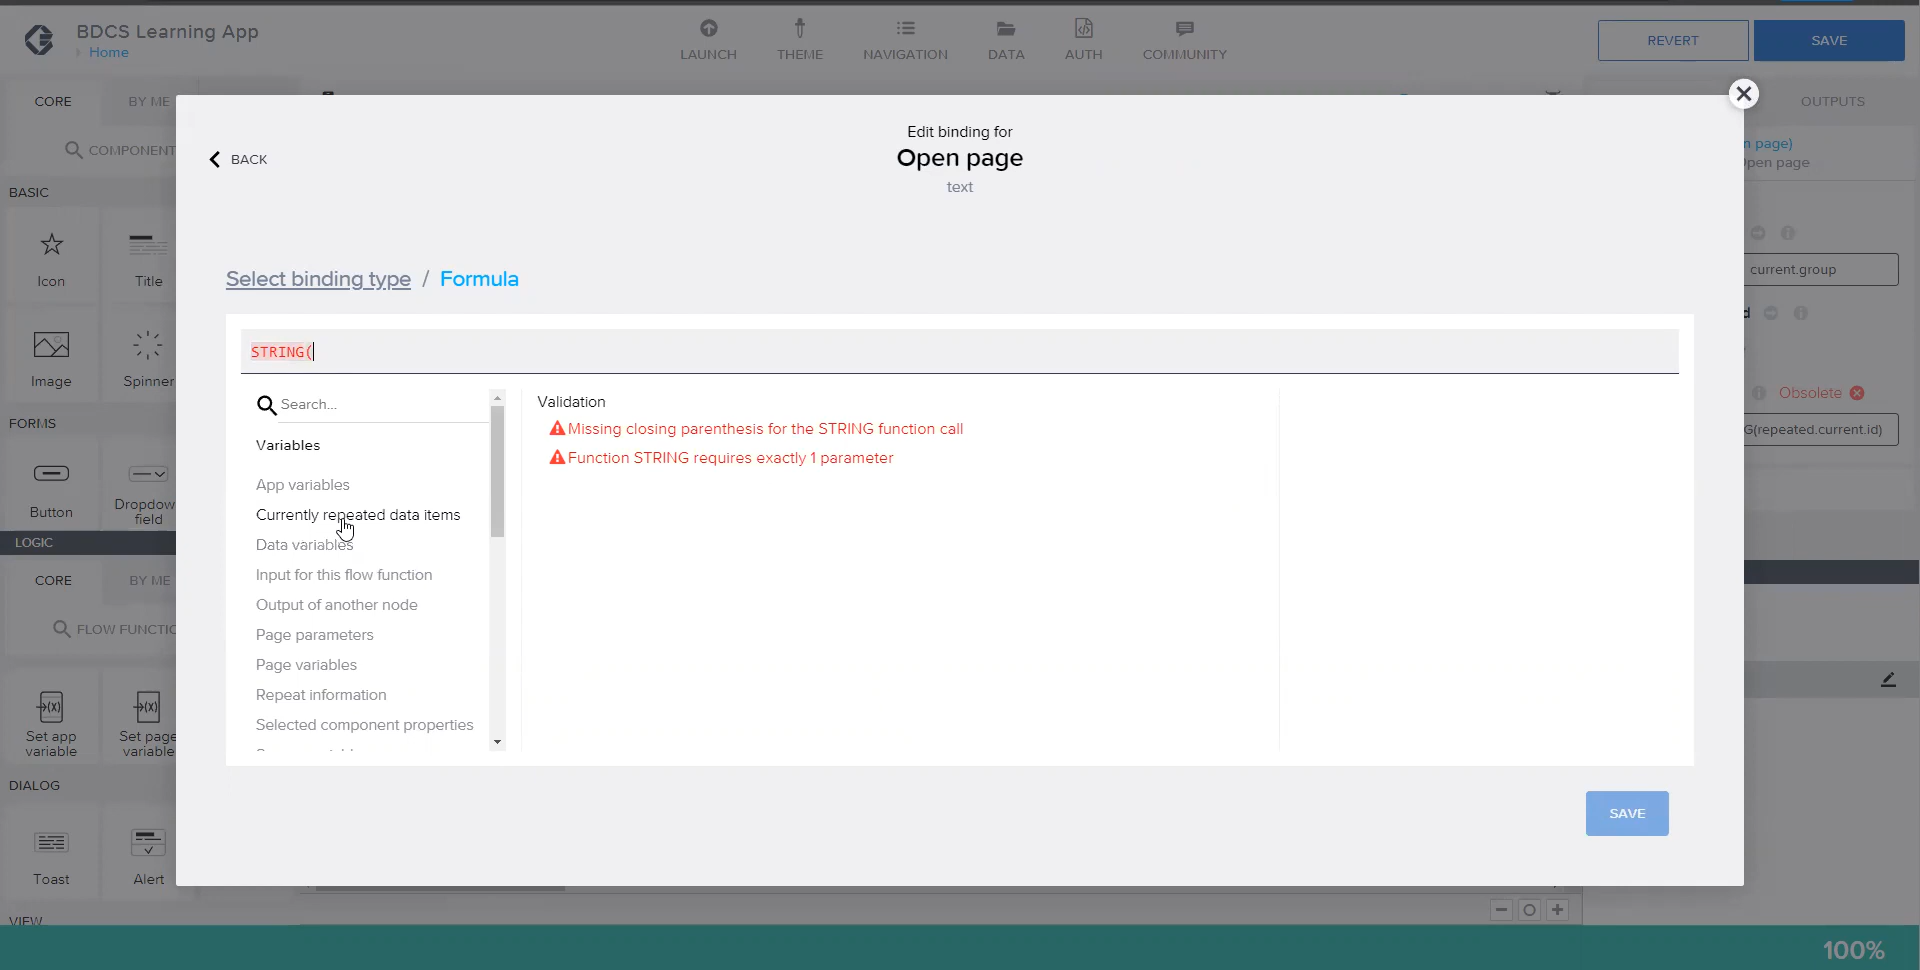 BDCS Learning App
Home
LAUNCH
THEME
NAVIGATION
DATA
AUTH
COMMUNITY
REVERT
SAVE
CORE
BY ME
OUTPUTS
COMPONENT
BASIC
Icon
Title
Image
Spinner
FORMS
Button
Dropdow
field
LOGIC
CORE
BY ME
FLOW FUNCTIO
Set app
variable
Set page
variable
DIALOG
Toast
Alert
VIEW
BACK
Edit binding for
Open page
text
Select binding type / Formula
STRING(
Search...
Variables
App variables
Currently repeated data items
Data variables
Input for this flow function
Output of another node
Page parameters
Page variables
Repeat information
Selected component properties
Validation
Missing closing parenthesis for the STRING function call
Function STRING requires exactly 1 parameter
SAVE
n page)
Open page
current.group
d
Obsolete
G(repeated.current.id)
100%